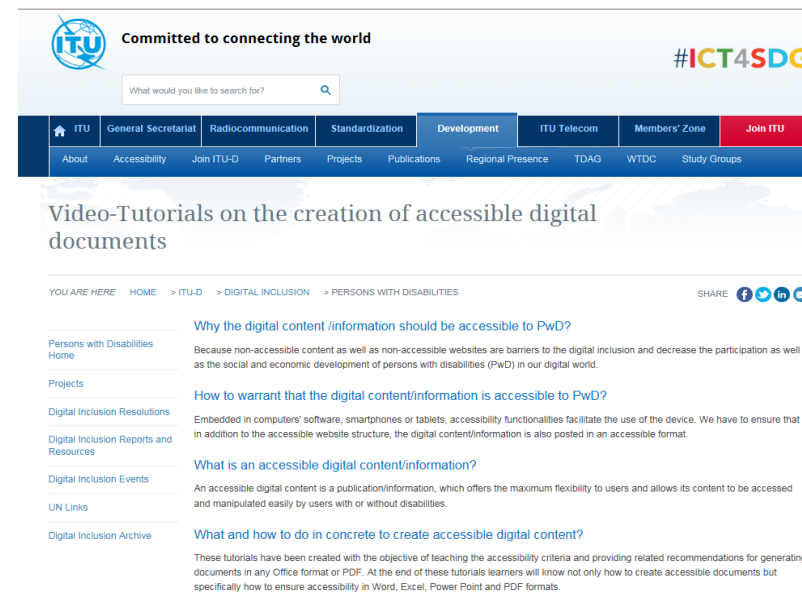 ITU
Committed to connecting the world
#ICT4SDG
What would you like to search for?
ITU General Secretariat Radiocommunication Standardization Development ITU Telecom Members' Zone Join ITU
About Accessibility Join ITU-D Partners Projects Publications Regional Presence TDAG WTDC Study Groups
Video-Tutorials on the creation of accessible digital
documents
YOU ARE HERE HOME > ITU-D > DIGITAL INCLUSION > PERSONS WITH DISABILITIES
SHARE
Persons with Disabilities
Home
Projects
Digital Inclusion Resolutions
Digital Inclusion Reports and
Resources
Digital Inclusion Events
UN Links
Digital Inclusion Archive
Why the digital content /information should be accessible to PwD?
Because non-accessible content as well as non-accessible websites are barriers to the digital inclusion and decrease the participation as well
as the social and economic development of persons with disabilities (PwD) in our digital world.
How to warrant that the digital content/information is accessible to PwD?
Embedded in computers' software, smartphones or tablets, accessibility functionalities facilitate the use of the device. We have to ensure that
in addition to the accessible website structure, the digital content/information is also posted in an accessible format.
What is an accessible digital content/information?
An accessible digital content is a publication/information, which offers the maximum flexibility to users and allows its content to be accessed
and manipulated easily by users with or without disabilities.
What and how to do in concrete to create accessible digital content?
These tutorials have been created with the objective of teaching the accessibility criteria and providing related recommendations for generating
documents in any Office format or PDF. At the end of these tutorials learners will know not only how to create accessible documents but
specifically how to ensure accessibility in Word, Excel, Power Point and PDF formats.